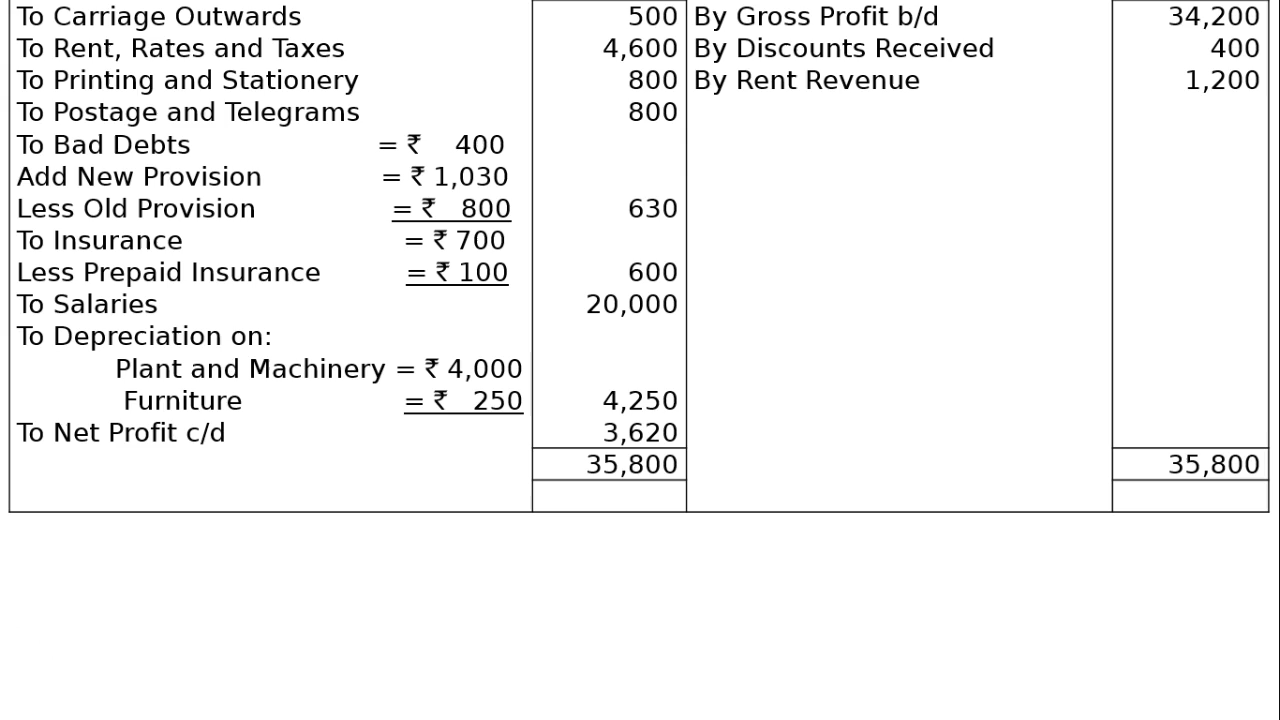 To Carriage Outwards 500 By Gross Profit b/d 34,200
To Rent, Rates and Taxes 4,600 By Discounts Received 400
To Printing and Stationery 800 By Rent Revenue 1,200
To Postage and Telegrams 800
To Bad Debts = ₹ 400
Add New Provision = ₹ 1,030
Less Old Provision = ₹ 800 630
To Insurance = ₹ 700
Less Prepaid Insurance = ₹ 100 600
To Salaries 20,000
To Depreciation on:
Plant and Machinery = ₹ 4,000
Furniture = ₹ 250 4,250
To Net Profit c/d 3,620
35,800 35,800